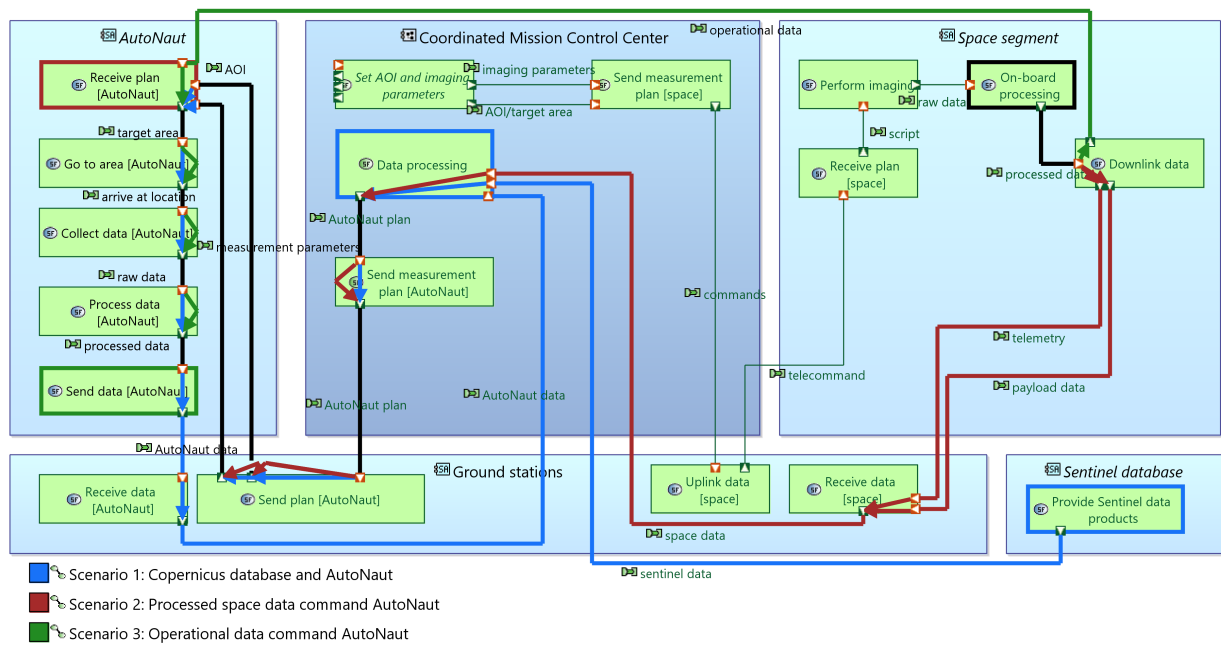 AutoNaut
Receive plan
[AutoNaut]
AOI
target area
Go to area [AutoNaut]
arrive at location
Collect data [AutoNaut]
measurement parameters
raw data
Process data
[AutoNaut]
processed data
Send data [AutoNaut]
AutoNaut data
Coordinated Mission Control Center
operational data
Set AOI and imaging
parameters
imaging parameters
AOI/target area
Send measurement
plan [space]
Data processing
AutoNaut plan
Send measurement
plan [AutoNaut]
commands
AutoNaut plan
AutoNaut data
Space segment
Perform imaging
raw data
On-board
processing
script
Receive plan
[space]
processed data
Downlink data
telemetry
telecommand
payload data
Ground stations
Receive data
[AutoNaut]
Send plan [AutoNaut]
Uplink data
[space]
Receive data
[space]
space data
Sentinel database
Provide Sentinel data
products
sentinel data
Scenario 1: Copernicus database and AutoNaut
Scenario 2: Processed space data command AutoNaut
Scenario 3: Operational data command AutoNaut